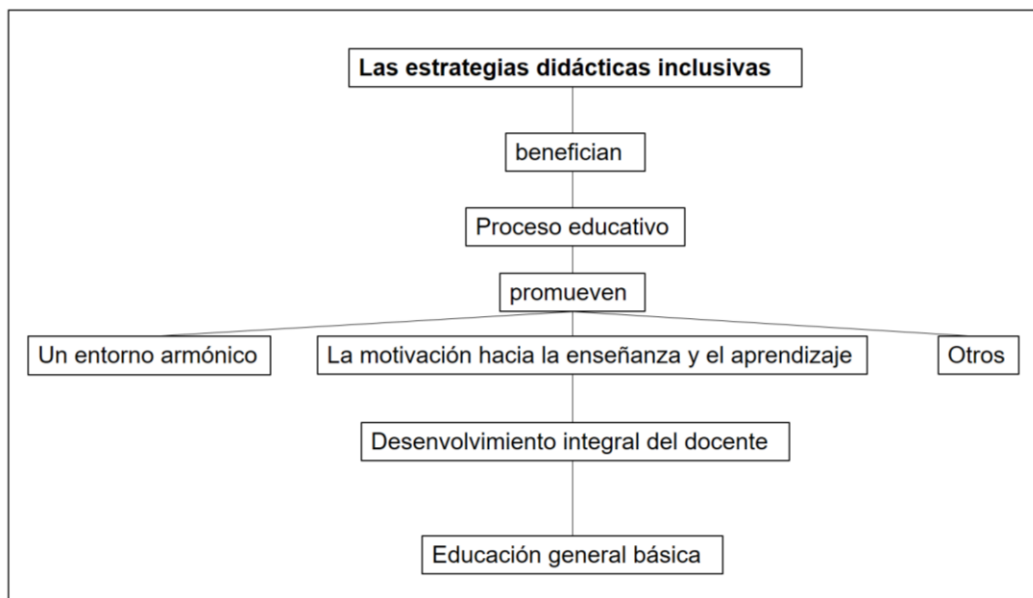 Las estrategias didácticas inclusivas
benefician
Proceso educativo
promueven
Un entorno armónico
La motivación hacia la enseñanza y el aprendizaje
Otros
Desenvolvimiento integral del docente
Educación general básica